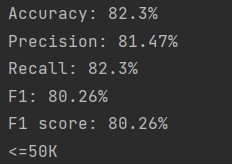 Accuracy: 82.3%
Precision: 81.47%
Recall: 82.3%
F1: 80.26%
F1 score: 80.26%
<=50K